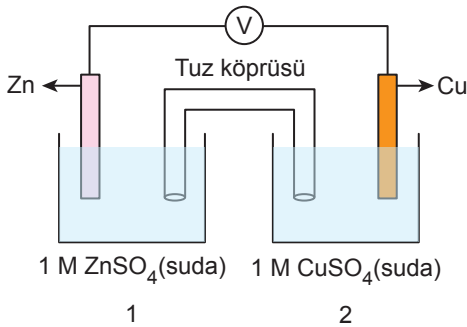 V
Tuz köprüsü
Zn
Cu
1 M ZnSO₄(suda) 1 M CuSO₄(suda)
1 2